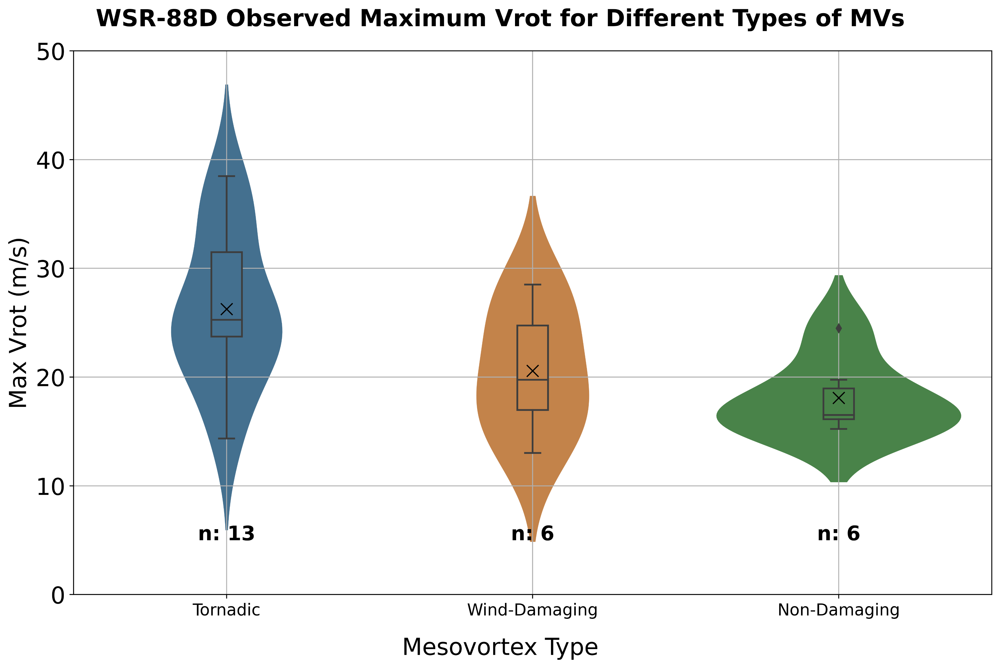 WSR-88D Observed Maximum Vrot for Different Types of MVs
50
40
30
20
10
0
Max Vrot (m/s)
n: 13
n: 6
n: 6
Tornadic
Wind-Damaging
Non-Damaging
Mesovortex Type